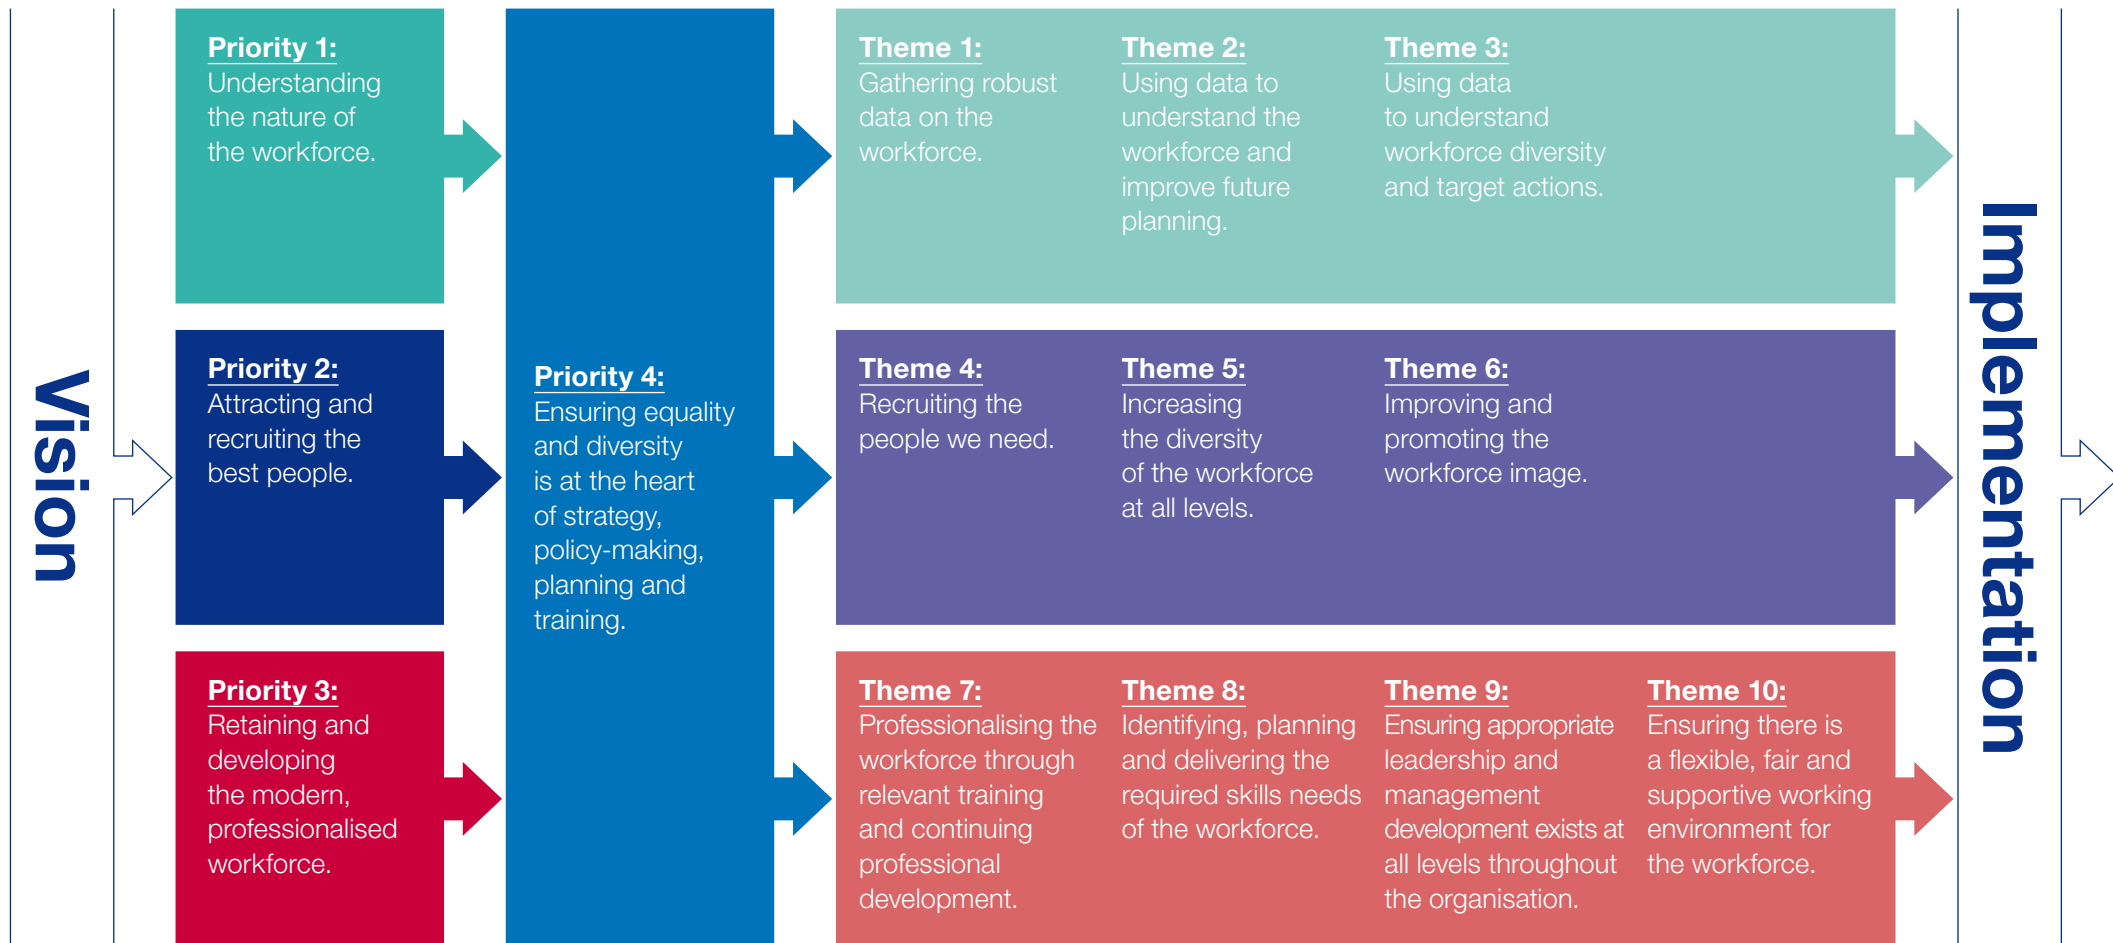 Vision
Priority 1:
Understanding
the nature of
the workforce.
Priority 2:
Attracting and
recruiting the
best people.
Priority 3:
Retaining and
developing
the modern,
professionalised
workforce.
Priority 4:
Ensuring equality
and diversity
is at the heart
of strategy,
policy-making,
planning and
training.
Theme 1:
Gathering robust
data on the
workforce.
Theme 2:
Using data to
understand the
workforce and
improve future
planning.
Theme 3:
Using data
to understand
workforce diversity
and target actions.
Theme 4:
Recruiting the
people we need.
Theme 5:
Increasing
the diversity
of the workforce
at all levels.
Theme 6:
Improving and
promoting the
workforce image.
Theme 7:
Professionalising the
workforce through
relevant training
and continuing
professional
development.
Theme 8:
Identifying, planning
and delivering the
required skills needs
of the workforce.
Theme 9:
Ensuring appropriate
leadership and
management
development exists at
all levels throughout
the organisation.
Theme 10:
Ensuring there is
a flexible, fair and
supportive working
environment for
the workforce.
Implementation